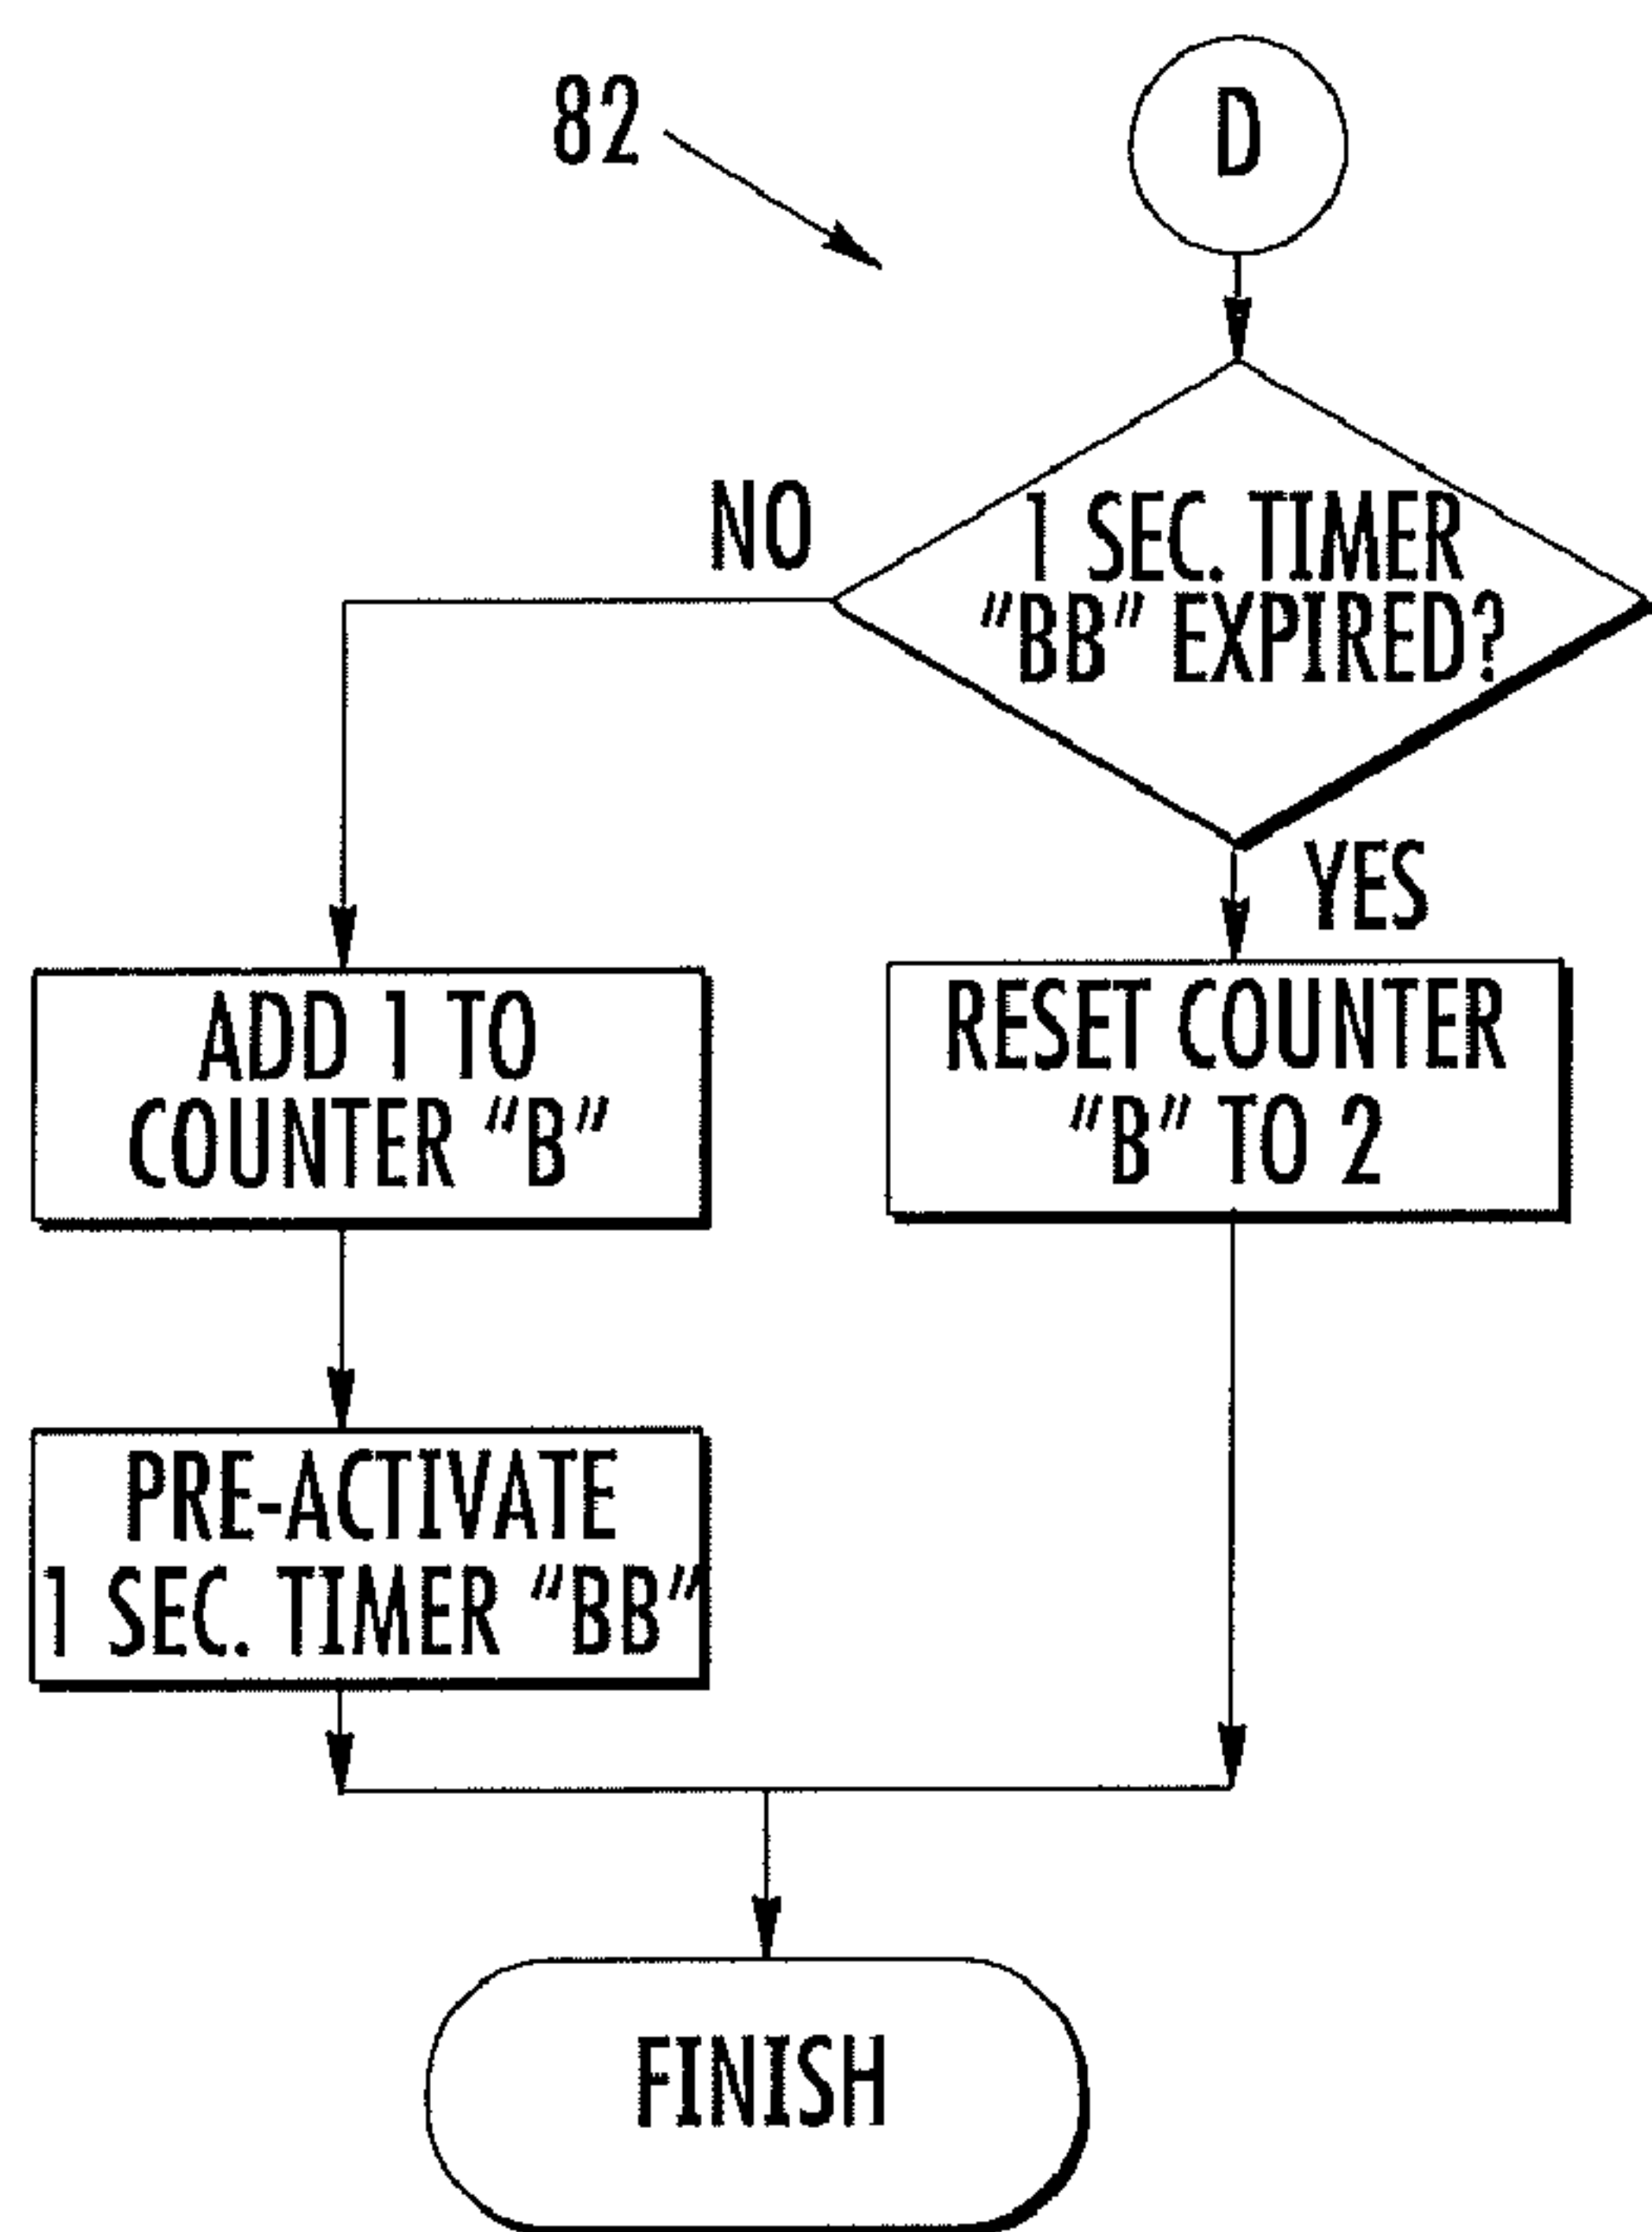 82
D
1 SEC. TIMER
"BB" EXPIRED?
NO
YES
ADD 1 TO
COUNTER "B"
RESET COUNTER
"B" TO 2
PRE-ACTIVATE
1 SEC. TIMER "BB"
FINISH